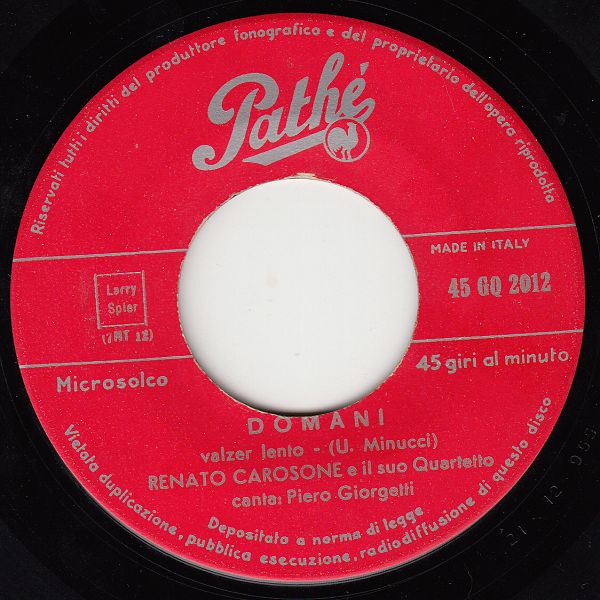 Riservati tutti i diritti del produttore fonografico e del proprietario dell'opera riprodotta
Pathé
MADE IN ITALY
Larry
Spier
45 GQ 2012
(7MT 12)
Microsolco
45 giri al minuto
DOMANI
valzer lento - (U. Minucci)
RENATO CAROSONE e il suo Quartetto
canta: Piero Giorgetti
Depositato a norma di legge
Vietata duplicazione, pubblica esecuzione, radiodiffusione di questo disco